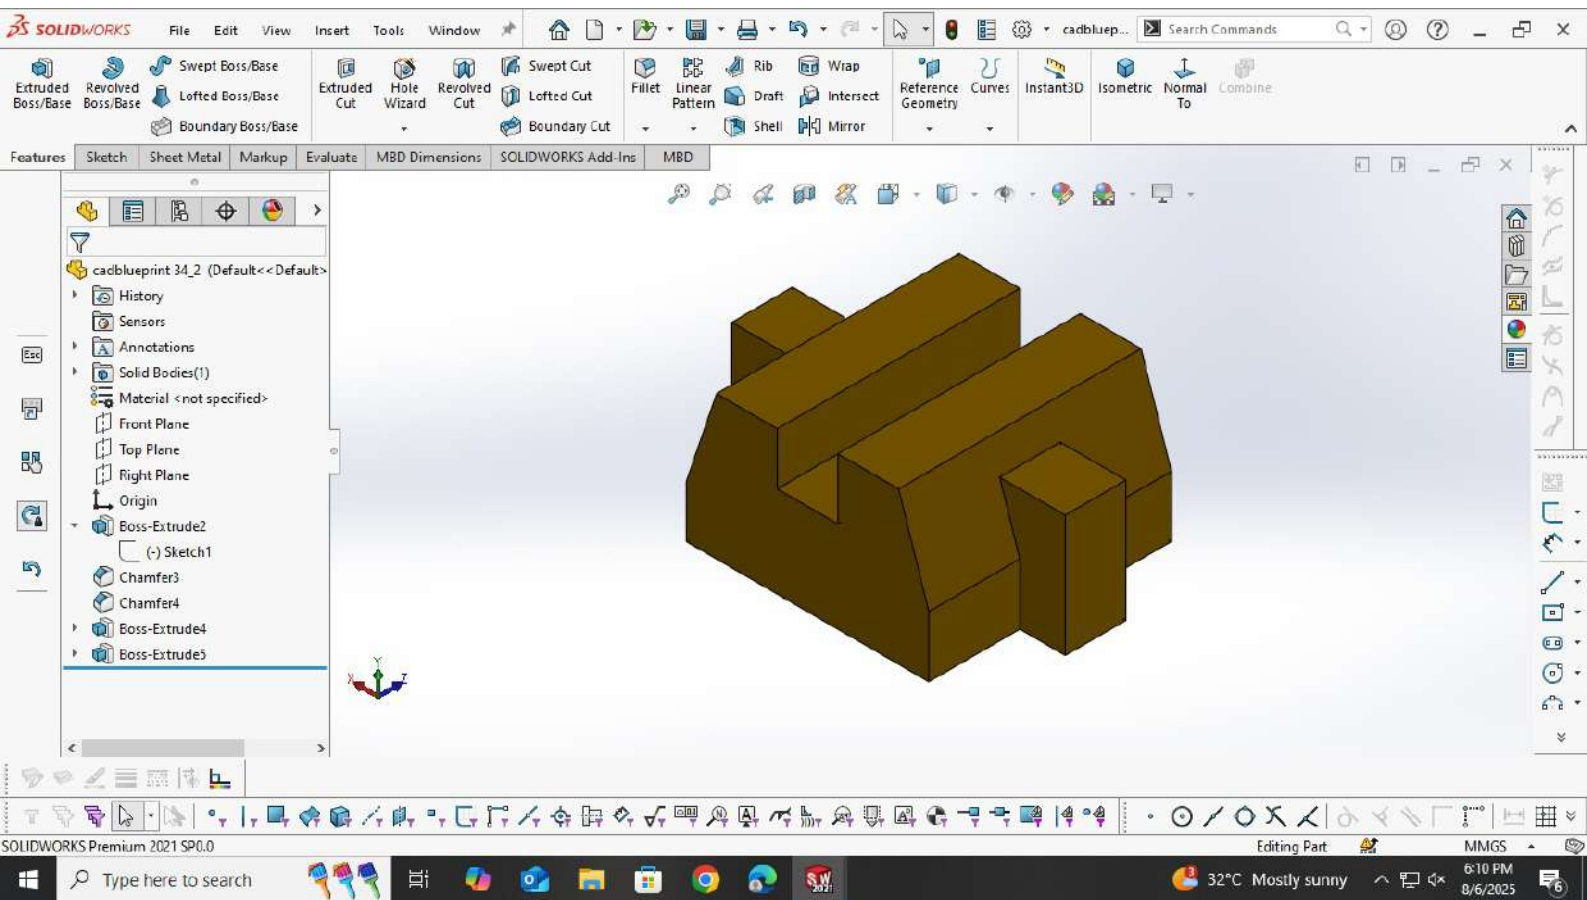 SOLIDWORKS File Edit View Insert Tools Window cadbluep... Search Commands
Extruded Boss/Base
Revolved Boss/Base
Swept Boss/Base
Lofted Boss/Base
Boundary Boss/Base
Extruded Cut
Hole Wizard
Revolved Cut
Swept Cut
Lofted Cut
Boundary Cut
Fillet
Linear Pattern
Rib
Draft
Shell
Wrap
Intersect
Mirror
Reference Geometry
Curves
Instant3D
Isometric
Normal To
Combine
Features Sketch Sheet Metal Markup Evaluate MBD Dimensions SOLIDWORKS Add-Ins MBD
cadblueprint 34_2 (Default<<Default>
History
Sensors
Annotations
Solid Bodies(1)
Material <not specified>
Front Plane
Top Plane
Right Plane
Origin
Boss-Extrude2
(-) Sketch1
Chamfer3
Chamfer4
Boss-Extrude4
Boss-Extrude5
Esc
Y
X
Z
SOLIDWORKS Premium 2021 SP0.0 Editing Part MMGS
Type here to search 32°C Mostly sunny 6:10 PM
8/6/2025
6